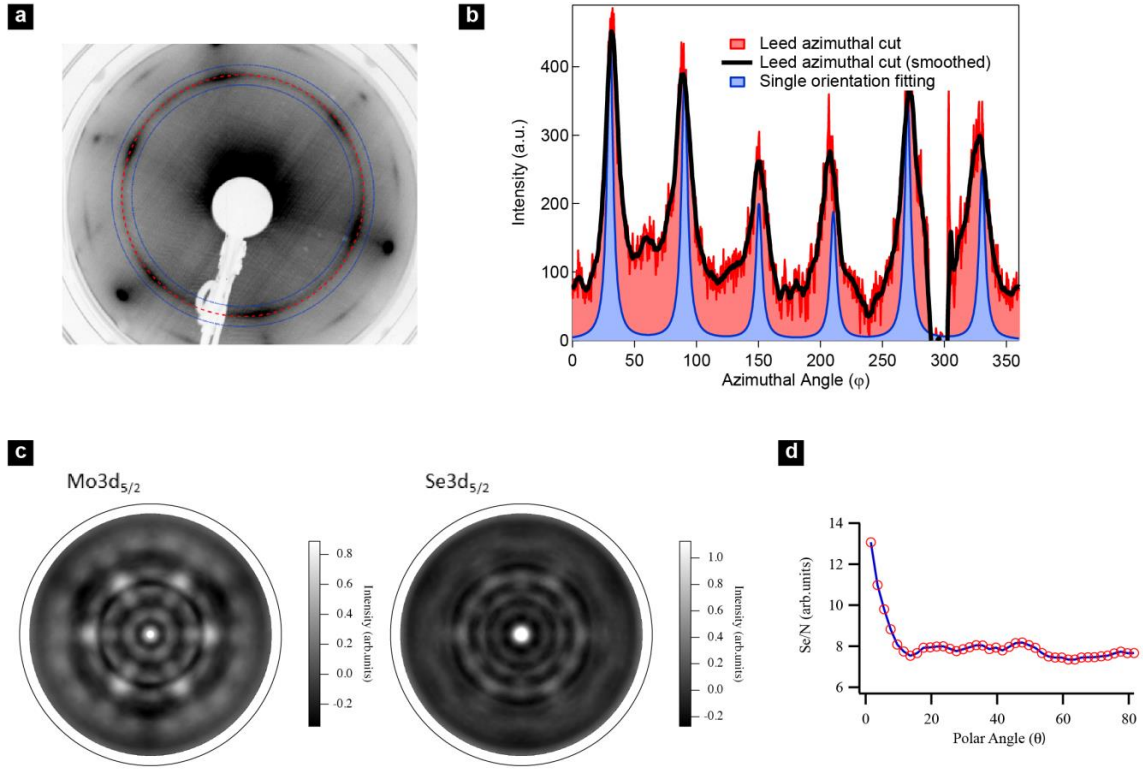 a
b
400
300
200
100
0
Intensity (a.u.)
Leed azimuthal cut
Leed azimuthal cut (smoothed)
Single orientation fitting
0 50 100 150 200 250 300 350
Azimuthal Angle (φ)
c
Mo3d5/2
0.8
0.6
0.4
0.2
0.0
-0.2
Intensity (arb.units)
Se3d5/2
1.0
0.8
0.6
0.4
0.2
0.0
-0.2
Intensity (arb.units)
d
14
12
10
8
6
Se/N (arb.units)
0 20 40 60 80
Polar Angle (θ)